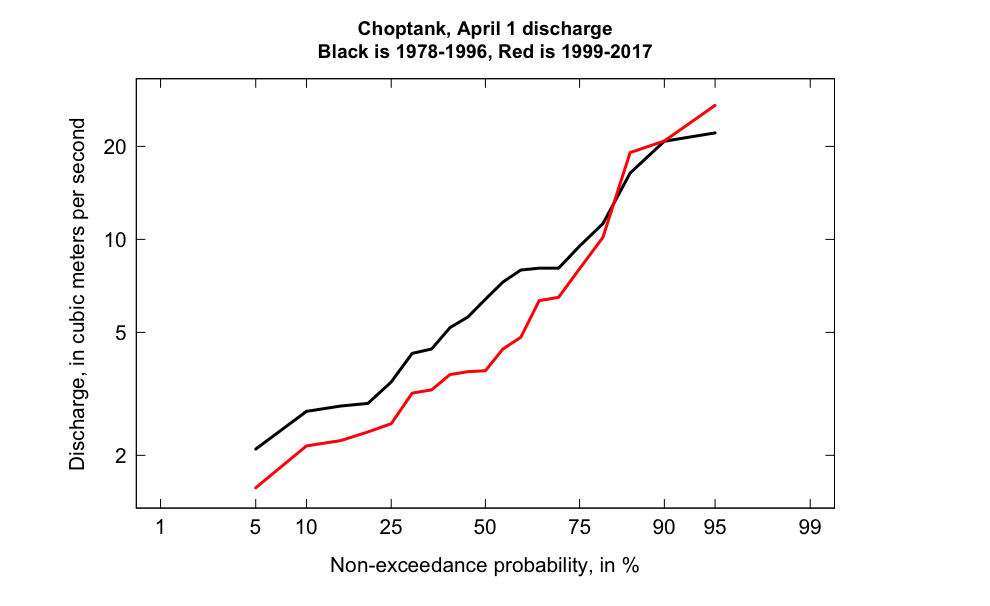 Choptank, April 1 discharge
Black is 1978-1996, Red is 1999-2017
Discharge, in cubic meters per second
20
10
5
2
1 5 10 25 50 75 90 95 99
Non-exceedance probability, in %